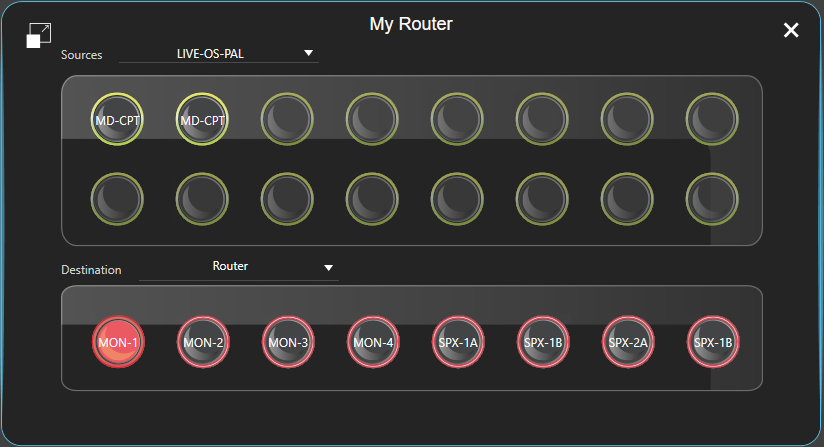 My Router
Sources
LIVE-OS-PAL
MD-CPT
MD-CPT
Destination
Router
MON-1
MON-2
MON-3
MON-4
SPX-1A
SPX-1B
SPX-2A
SPX-1B